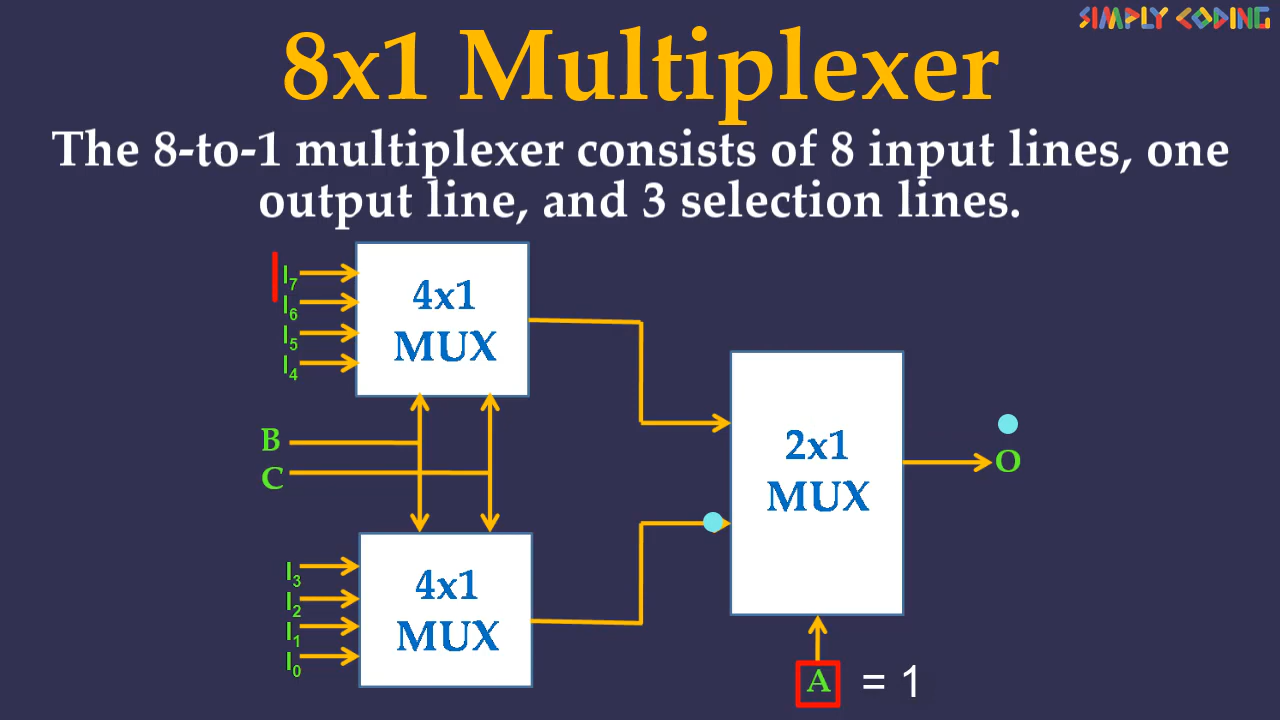 SIMPLY CODING
8x1 Multiplexer
The 8-to-1 multiplexer consists of 8 input lines, one
output line, and 3 selection lines.
I7
I6
I5
I4
4x1
MUX
B
C
2x1
MUX
O
I3
I2
I1
I0
4x1
MUX
A = 1